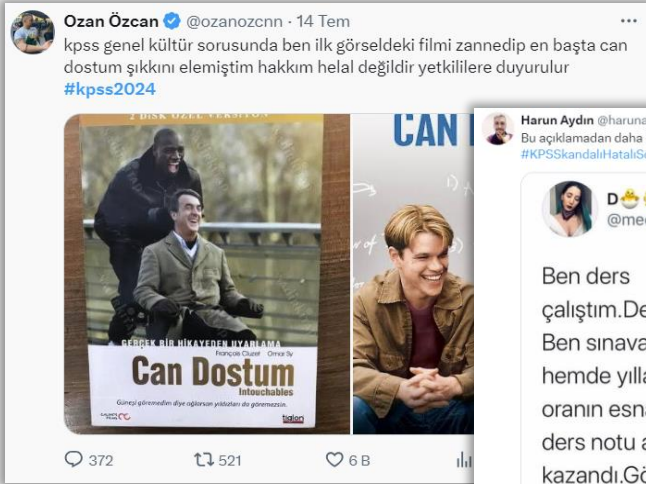 Ozan Özcan @ozanozcnn · 14 Tem
kpss genel kültür sorusunda ben ilk görseldeki filmi zannedip en başta can
dostum şıkkını elemiştim hakkım helal değildir yetkililere duyurulur
#kpss2024
2 DİSK ÖZEL VERSİYON
GERÇEK BİR HİKAYEDEN UYARLAMA
François Cluzet Omar Sy
Can Dostum
Intouchables
Güneşi göremedim diye ağlarsan yıldızları da göremezsin.
tiglon
CAN
372 521 6 B
Harun Aydın @haruna
Bu açıklamadan daha
#KPSSkandalıHatalıSo
D
@med
Ben ders
çalıştım.De
Ben sınava
hemde yılla
oranın esna
ders notu a
kazandı.Gö